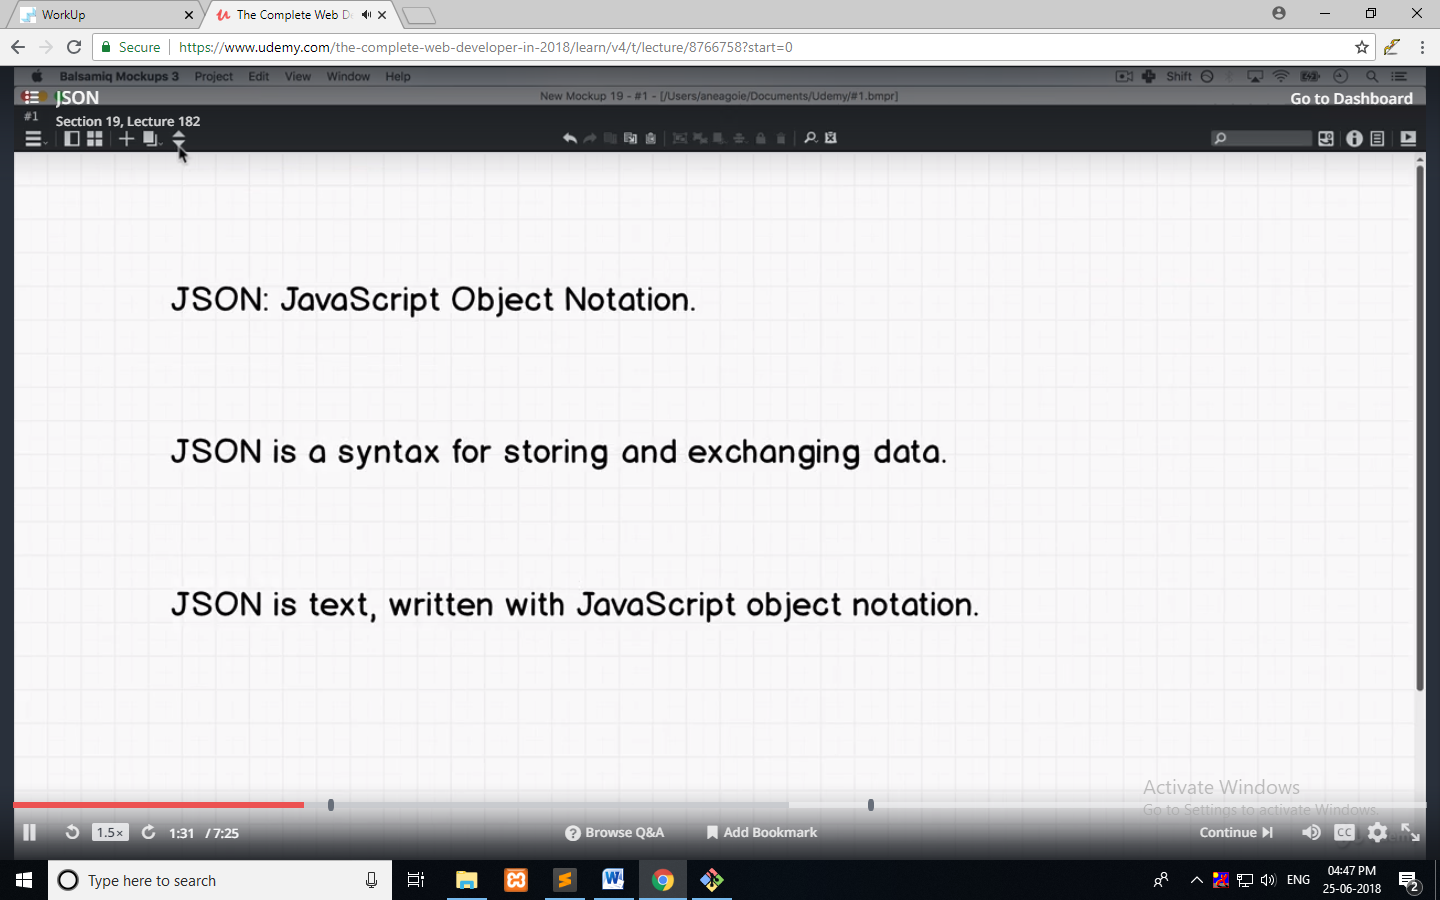 WorkUp
The Complete Web De
Secure
https://www.udemy.com/the-complete-web-developer-in-2018/learn/v4/t/lecture/8766758?start=0
Balsamiq Mockups 3 Project Edit View Window Help
Shift
JSON
New Mockup 19 - #1 - [/Users/aneagoie/Documents/Udemy/#1.bmpr]
Go to Dashboard
#1
Section 19, Lecture 182
JSON: JavaScript Object Notation.
JSON is a syntax for storing and exchanging data.
JSON is text, written with JavaScript object notation.
Activate Windows
Go to Settings to activate Windows.
1.5×
1:31 / 7:25
Browse Q&A
Add Bookmark
Continue
CC
Type here to search
ENG
04:47 PM
25-06-2018
2